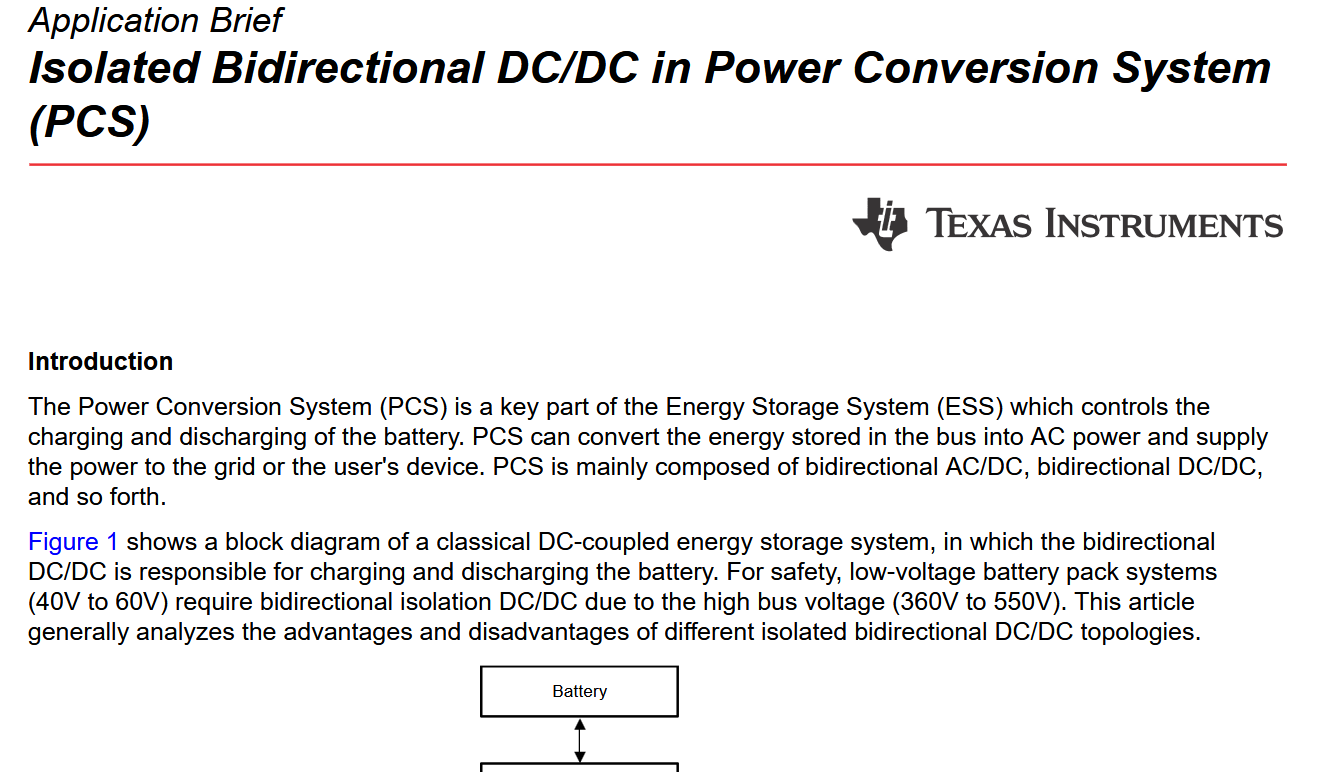 Application Brief
Isolated Bidirectional DC/DC in Power Conversion System
(PCS)
TEXAS INSTRUMENTS
Introduction
The Power Conversion System (PCS) is a key part of the Energy Storage System (ESS) which controls the
charging and discharging of the battery. PCS can convert the energy stored in the bus into AC power and supply
the power to the grid or the user's device. PCS is mainly composed of bidirectional AC/DC, bidirectional DC/DC,
and so forth.
Figure 1 shows a block diagram of a classical DC-coupled energy storage system, in which the bidirectional
DC/DC is responsible for charging and discharging the battery. For safety, low-voltage battery pack systems
(40V to 60V) require bidirectional isolation DC/DC due to the high bus voltage (360V to 550V). This article
generally analyzes the advantages and disadvantages of different isolated bidirectional DC/DC topologies.
Battery